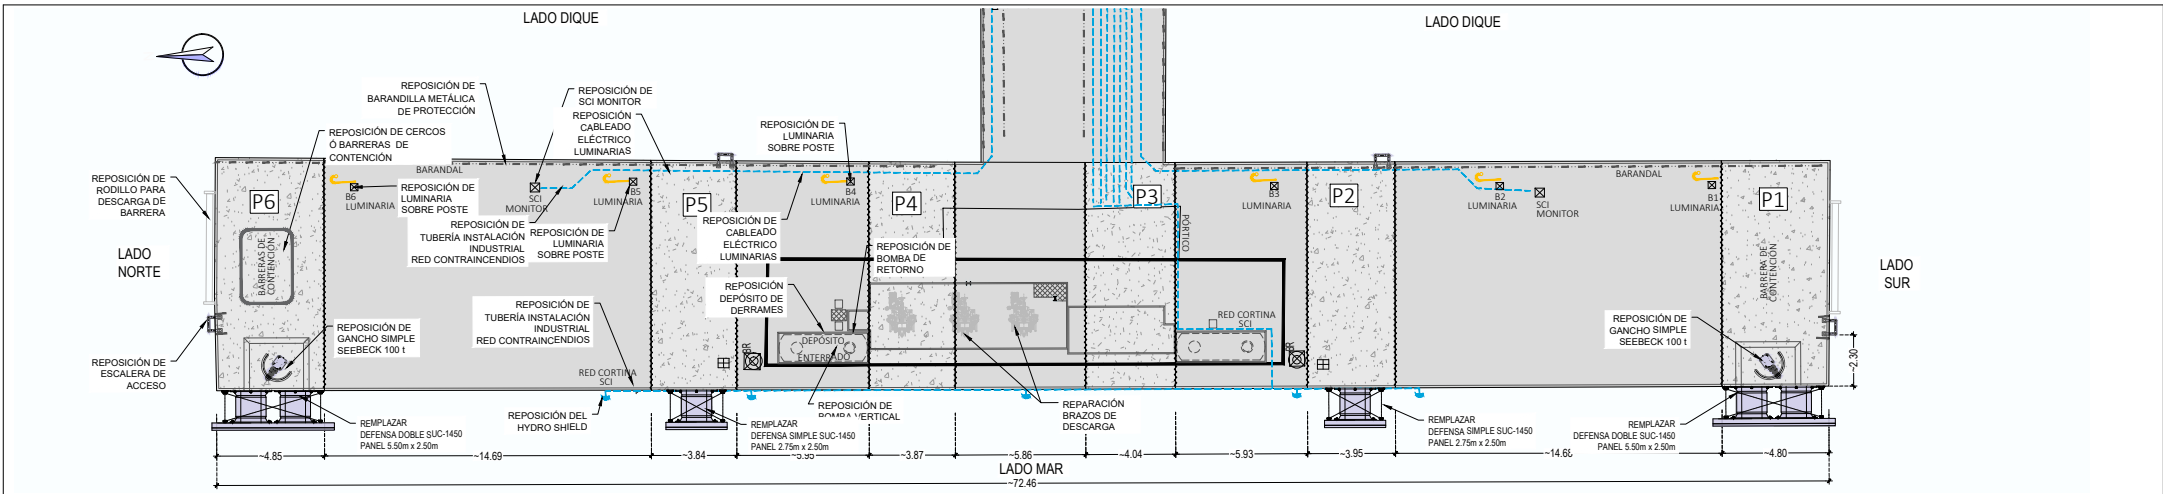 LADO DIQUE
LADO DIQUE
REPOSICIÓN DE
BARANDILLA METÁLICA
DE PROTECCIÓN
REPOSICIÓN DE
SCI MONITOR
REPOSICIÓN
CABLEADO
ELÉCTRICO
LUMINARIAS
REPOSICIÓN DE
LUMINARIA
SOBRE POSTE
REPOSICIÓN DE CERCOS
Ó BARRERAS DE
CONTENCIÓN
BARANDAL
BARANDAL
REPOSICIÓN DE
RODILLO PARA
DESCARGA DE
BARRERA
P6
B6
LUMINARIA
REPOSICIÓN DE
LUMINARIA
SOBRE POSTE
SCI
MONITOR
B5
LUMINARIA
P5
B4
LUMINARIA
P4
P3
PÓRTICO
B3
LUMINARIA
P2
B2
LUMINARIA
SCI
MONITOR
B1
LUMINARIA
P1
REPOSICIÓN DE
TUBERÍA INSTALACIÓN
INDUSTRIAL
RED CONTRAINCENDIOS
REPOSICIÓN DE
LUMINARIA
SOBRE POSTE
REPOSICIÓN DE
CABLEADO
ELÉCTRICO
LUMINARIAS
REPOSICIÓN DE
BOMBA DE
RETORNO
BARRERAS DE
CONTENCIÓN
BARRERA DE
CONTENCIÓN
LADO
NORTE
LADO
SUR
REPOSICIÓN
DEPÓSITO DE
DERRAMES
REPOSICIÓN DE
TUBERÍA INSTALACIÓN
INDUSTRIAL
RED CONTRAINCENDIOS
REPOSICIÓN DE
GANCHO SIMPLE
SEEBECK 100 t
RED CORTINA
SCI
REPOSICIÓN DE
GANCHO SIMPLE
SEEBECK 100 t
DEPÓSITO
ENTERRADO
BR
BR
~2.30
REPOSICIÓN DE
ESCALERA DE
ACCESO
RED CORTINA
SCI
REPOSICIÓN DEL
HYDRO SHIELD
REPOSICIÓN DE
BOMBA VERTICAL
REPARACIÓN
BRAZOS DE
DESCARGA
REMPLAZAR
DEFENSA DOBLE SUC-1450
PANEL 5.50m x 2.50m
REMPLAZAR
DEFENSA SIMPLE SUC-1450
PANEL 2.75m x 2.50m
REMPLAZAR
DEFENSA SIMPLE SUC-1450
PANEL 2.75m x 2.50m
REMPLAZAR
DEFENSA DOBLE SUC-1450
PANEL 5.50m x 2.50m
~4.85
~14.69
~3.84
~3.87
~5.86
~4.04
~5.93
~3.95
~4.80
LADO MAR
~72.46